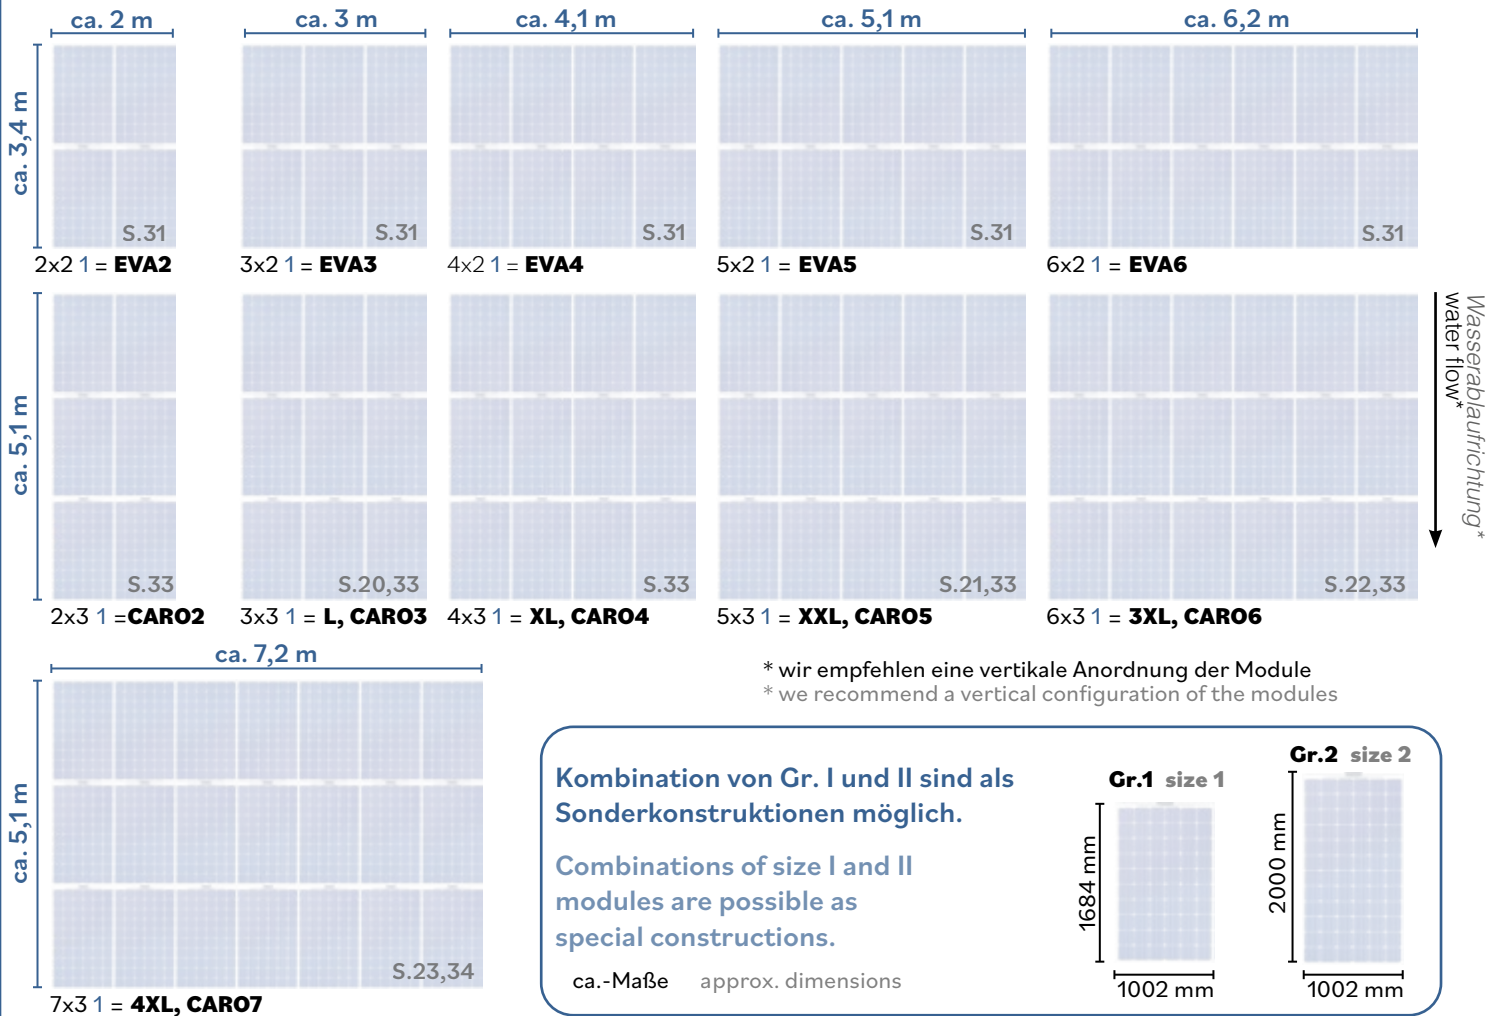 ca. 2 m
ca. 3 m
ca. 4,1 m
ca. 5,1 m
ca. 6,2 m
ca. 3,4 m
S.31
S.31
S.31
S.31
S.31
2x2 1 = EVA2
3x2 1 = EVA3
4x2 1 = EVA4
5x2 1 = EVA5
6x2 1 = EVA6
ca. 5,1 m
Wasserablaufrichtung*
water flow*
S.33
S.20,33
S.33
S.21,33
S.22,33
2x3 1 =CARO2
3x3 1 = L, CARO3
4x3 1 = XL, CARO4
5x3 1 = XXL, CARO5
6x3 1 = 3XL, CARO6
ca. 7,2 m
ca. 5,1 m
S.23,34
7x3 1 = 4XL, CARO7
* wir empfehlen eine vertikale Anordnung der Module
* we recommend a vertical configuration of the modules
Kombination von Gr. I und II sind als
Sonderkonstruktionen möglich.
Combinations of size I and II
modules are possible as
special constructions.
ca.-Maße approx. dimensions
Gr.1 size 1
1684 mm
1002 mm
Gr.2 size 2
2000 mm
1002 mm